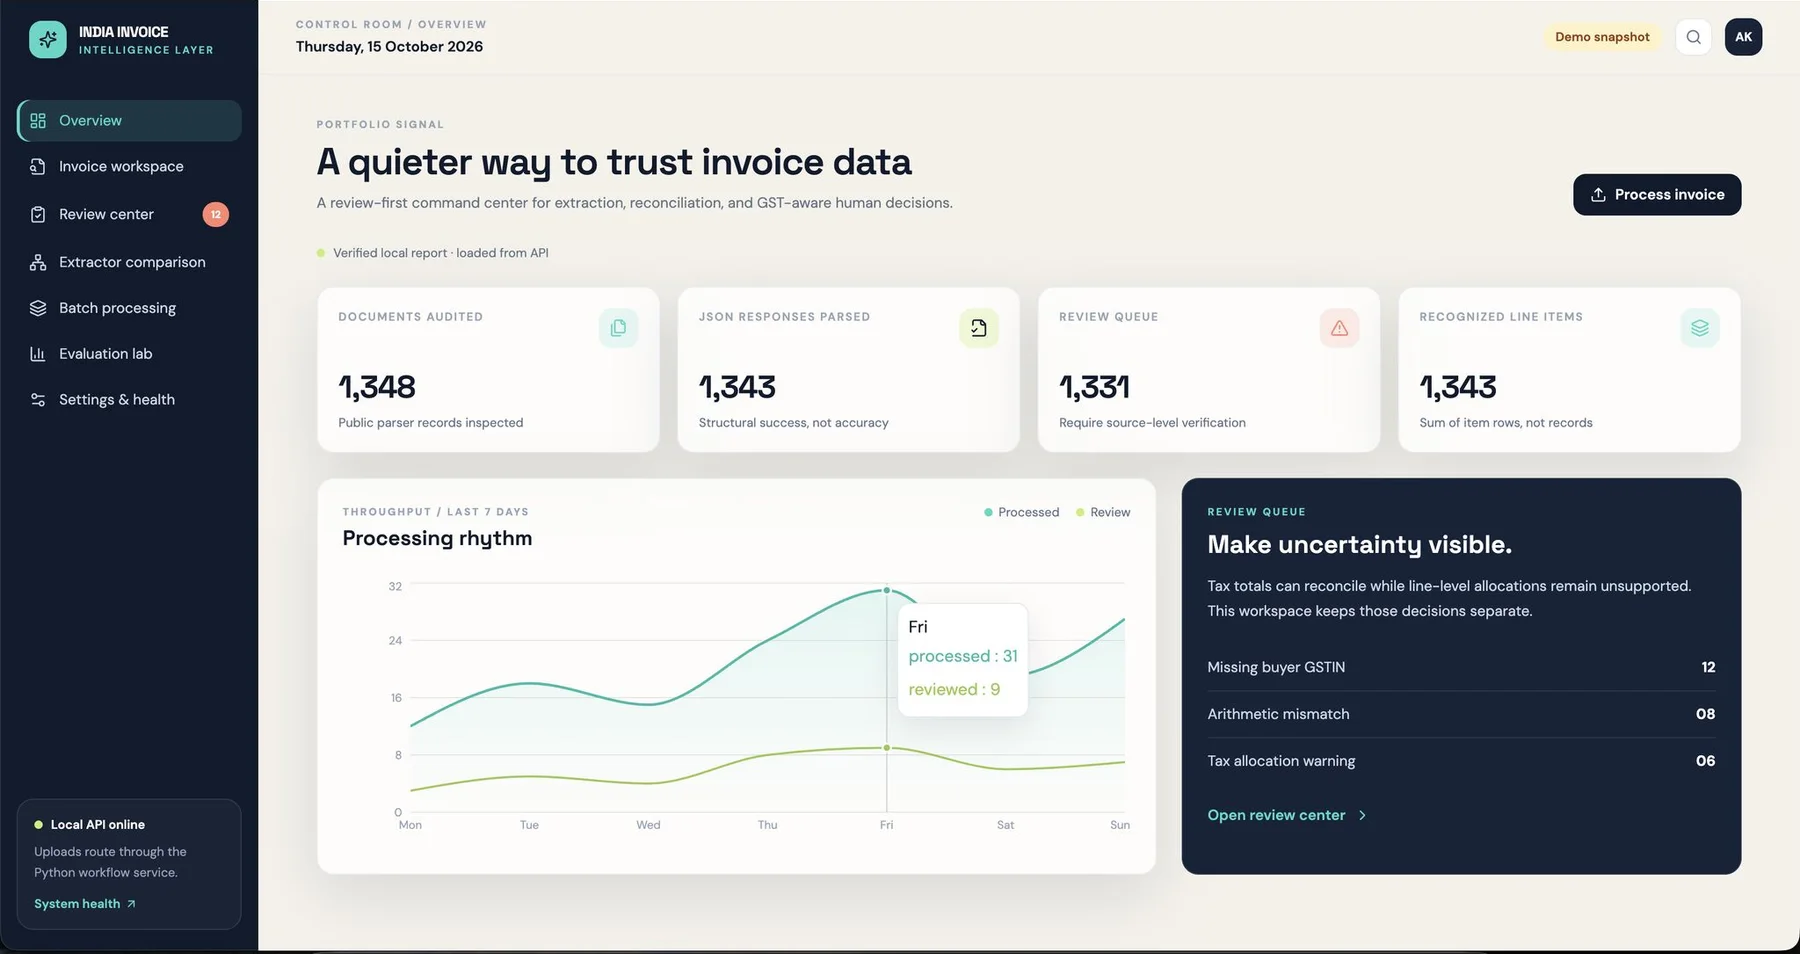 INDIA INVOICE
INTELLIGENCE LAYER
Overview
Invoice workspace
Review center
12
Extractor comparison
Batch processing
Evaluation lab
Settings & health
Local API online
Uploads route through the
Python workflow service.
System health
CONTROL ROOM / OVERVIEW
Thursday, 15 October 2026
Demo snapshot
AK
PORTFOLIO SIGNAL
A quieter way to trust invoice data
A review-first command center for extraction, reconciliation, and GST-aware human decisions.
Process invoice
Verified local report · loaded from API
DOCUMENTS AUDITED
1,348
Public parser records inspected
JSON RESPONSES PARSED
1,343
Structural success, not accuracy
REVIEW QUEUE
1,331
Require source-level verification
RECOGNIZED LINE ITEMS
1,343
Sum of item rows, not records
THROUGHPUT / LAST 7 DAYS
Processing rhythm
Processed
Review
32
24
16
8
0
Mon
Tue
Wed
Thu
Fri
Sat
Sun
Fri
processed : 31
reviewed : 9
REVIEW QUEUE
Make uncertainty visible.
Tax totals can reconcile while line-level allocations remain unsupported.
This workspace keeps those decisions separate.
Missing buyer GSTIN 12
Arithmetic mismatch 08
Tax allocation warning 06
Open review center